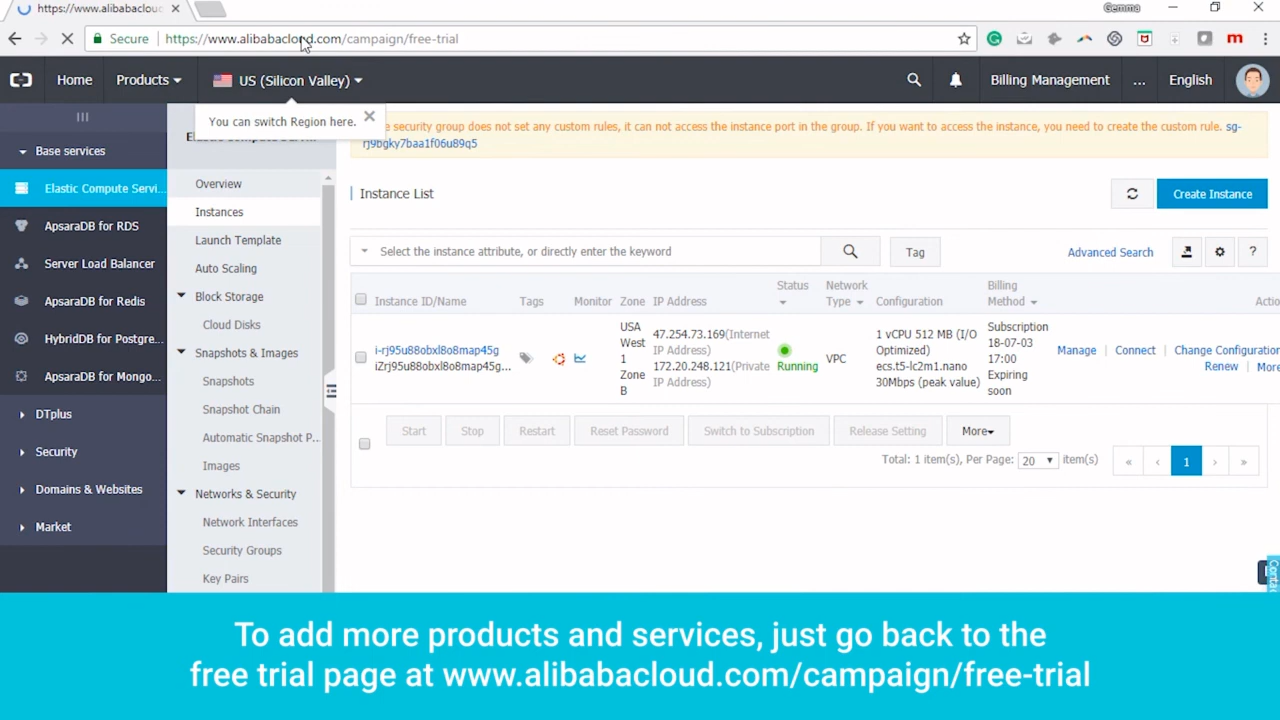 https://www.alibabacloud
Gemma
Secure
https://www.alibabacloud.com/campaign/free-trial
Home
Products
US (Silicon Valley)
Billing Management
...
English
You can switch Region here.
e security group does not set any custom rules, it can not access the instance port in the group. If you want to access the instance, you need to create the custom rule. sg-
rj9bgky7baa1f06u89q5
Base services
Elastic Compute Servi...
ApsaraDB for RDS
Server Load Balancer
ApsaraDB for Redis
HybridDB for Postgre...
ApsaraDB for Mongo...
DTplus
Security
Domains & Websites
Market
Overview
Instances
Launch Template
Auto Scaling
Block Storage
Cloud Disks
Snapshots & Images
Snapshots
Snapshot Chain
Automatic Snapshot P...
Images
Networks & Security
Network Interfaces
Security Groups
Key Pairs
Instance List
Create Instance
Select the instance attribute, or directly enter the keyword
Tag
Advanced Search
?
Instance ID/Name
Tags
Monitor
Zone
IP Address
Status
Network
Type
Configuration
Billing
Method
Actio
i-rj95u88obxl8o8map45g
iZrj95u88obxl8o8map45g...
USA
West
1
Zone
B
47.254.73.169(Internet
IP Address)
172.20.248.121(Private
IP Address)
Running
VPC
1 vCPU 512 MB (I/O
Optimized)
ecs.t5-lc2m1.nano
30Mbps (peak value)
Subscription
18-07-03
17:00
Expiring
soon
Manage
Connect
Change Configuration
Renew
More
Start
Stop
Restart
Reset Password
Switch to Subscription
Release Setting
More
Total: 1 item(s), Per Page: 20 item(s)
« ‹ 1 › »
Conta
To add more products and services, just go back to the
free trial page at www.alibabacloud.com/campaign/free-trial